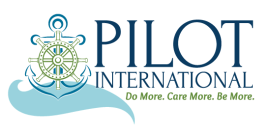 PILOT
INTERNATIONAL
Do More. Care More. Be More.